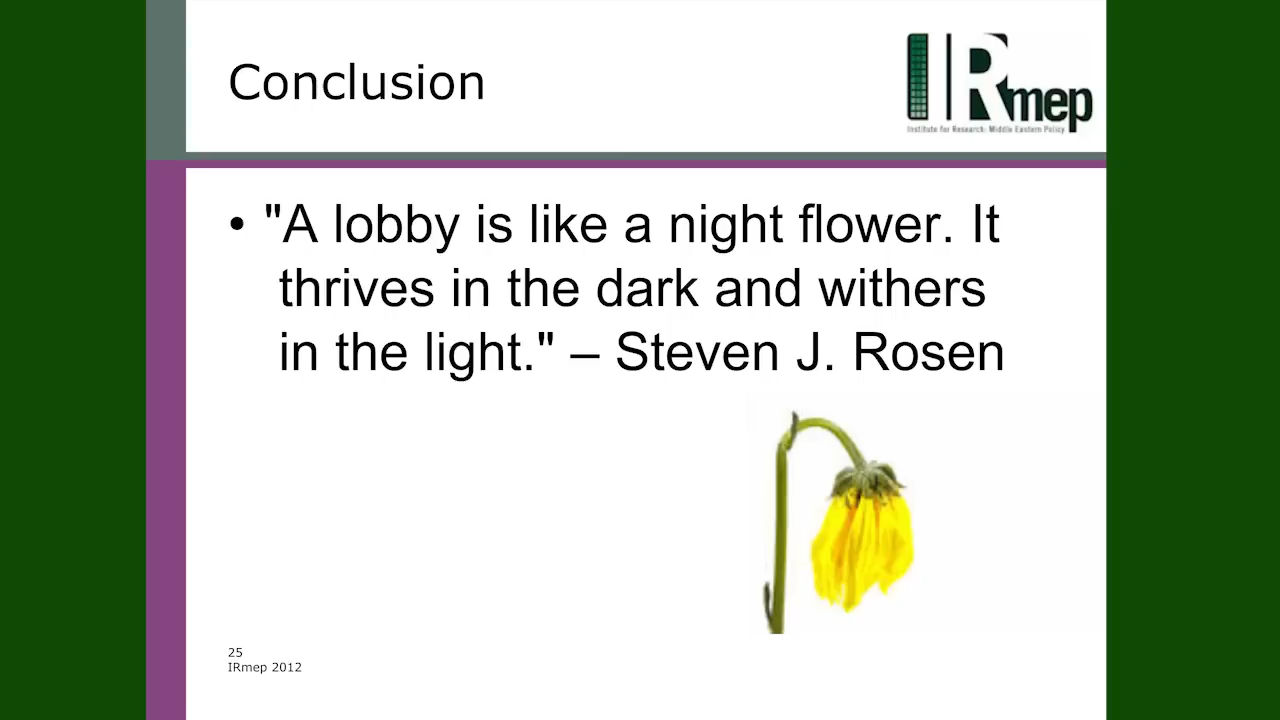 Conclusion
IRmep
Institute for Research: Middle Eastern Policy
• "A lobby is like a night flower. It
thrives in the dark and withers
in the light." – Steven J. Rosen
25
IRmep 2012